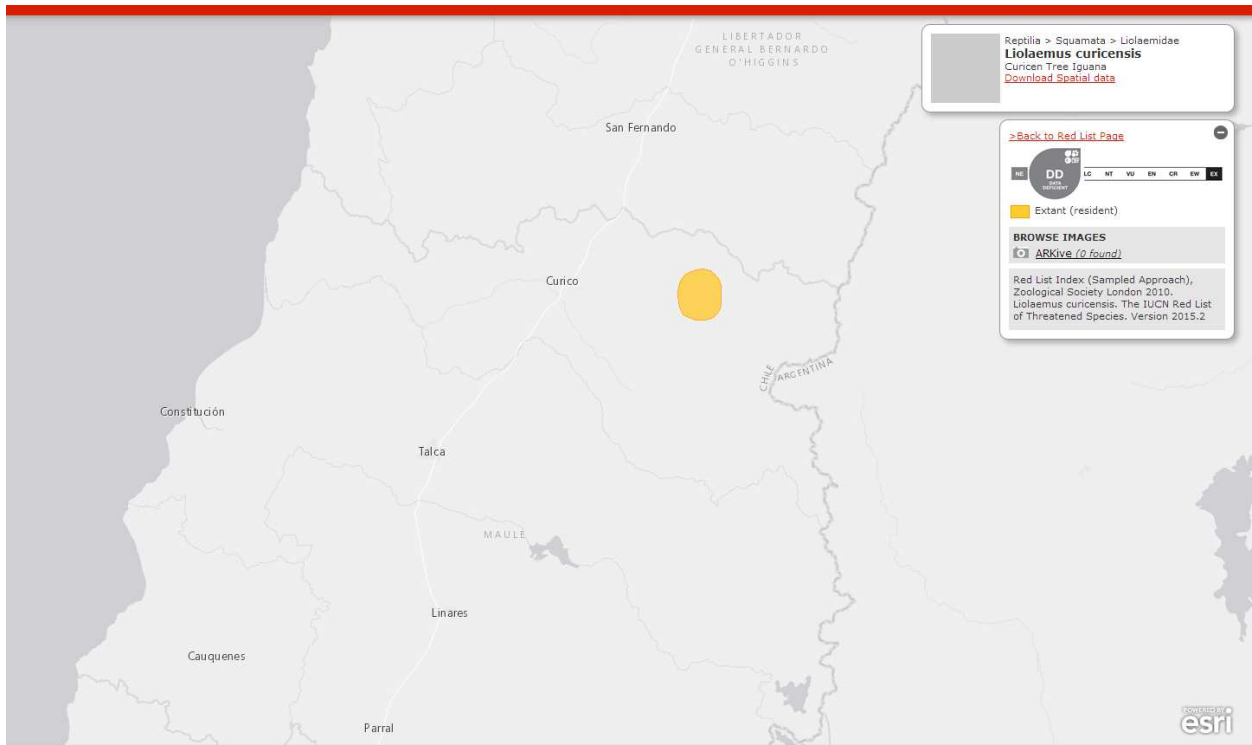 LIBERTADOR
GENERAL BERNARDO
O'HIGGINS
San Fernando
Curico
Constitución
Talca
MAULE
Linares
Cauquenes
Parral
CHILE
ARGENTINA
Reptilia > Squamata > Liolaemidae
Liolaemus curicensis
Curicen Tree Iguana
Download Spatial data
>Back to Red List Page
NE DD LC NT VU EN CR EW EX
DATA
DEFICIENT
Extant (resident)
BROWSE IMAGES
ARKive (0 found)
Red List Index (Sampled Approach),
Zoological Society London 2010.
Liolaemus curicensis. The IUCN Red List
of Threatened Species. Version 2015.2
POWERED BY
esri